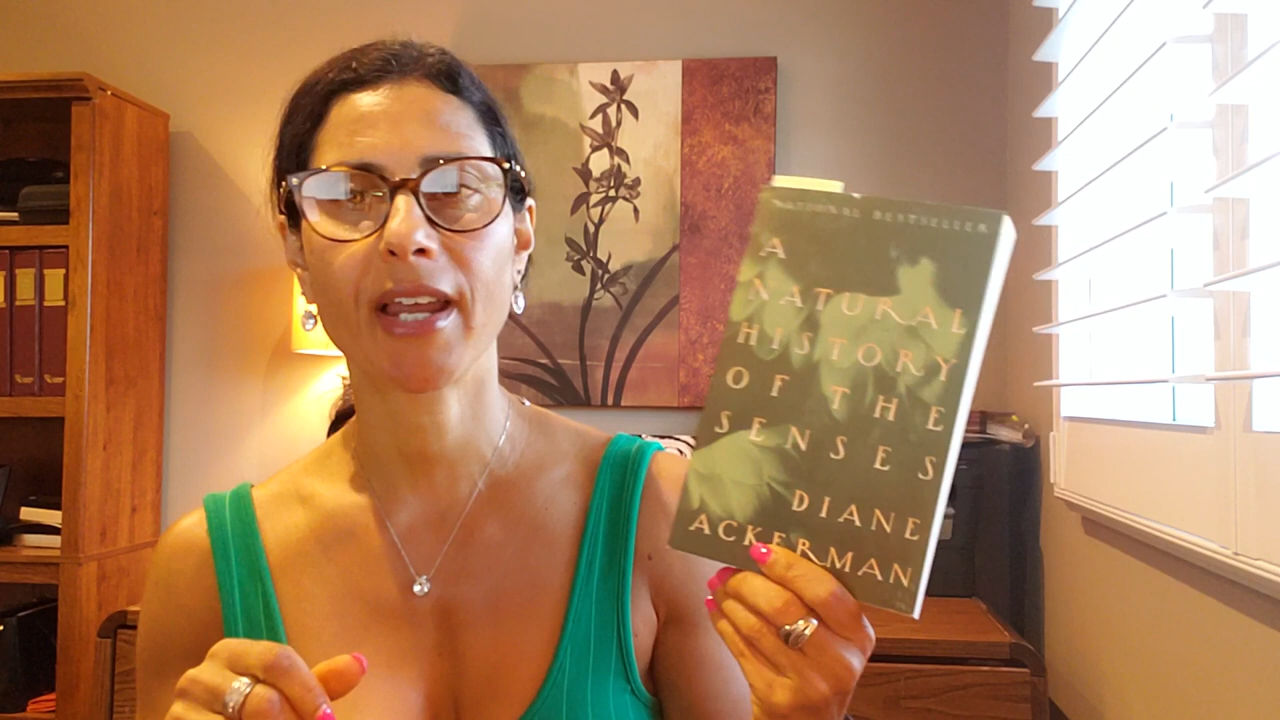 NATIONAL BESTSELLER
A
NATURAL
HISTORY
OF THE
SENSES
DIANE
ACKERMAN